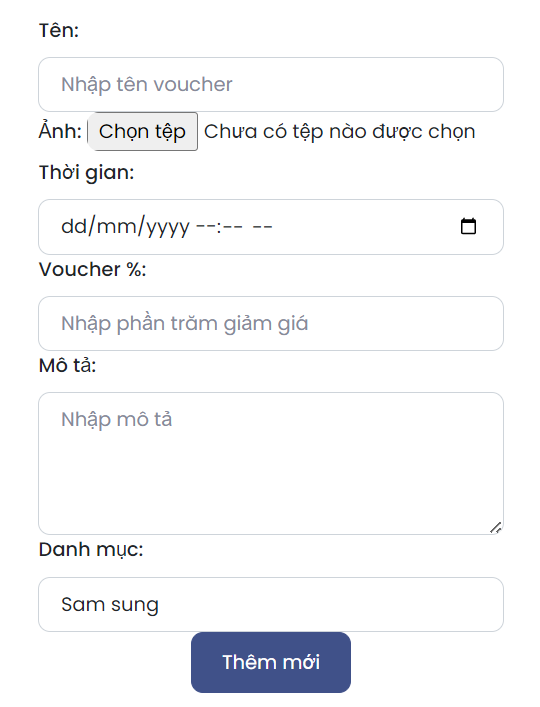 Tên:
Nhập tên voucher
Ảnh: Chọn tệp Chưa có tệp nào được chọn
Thời gian:
dd/mm/yyyy --:-- --
Voucher %:
Nhập phần trăm giảm giá
Mô tả:
Nhập mô tả
Danh mục:
Sam sung
Thêm mới